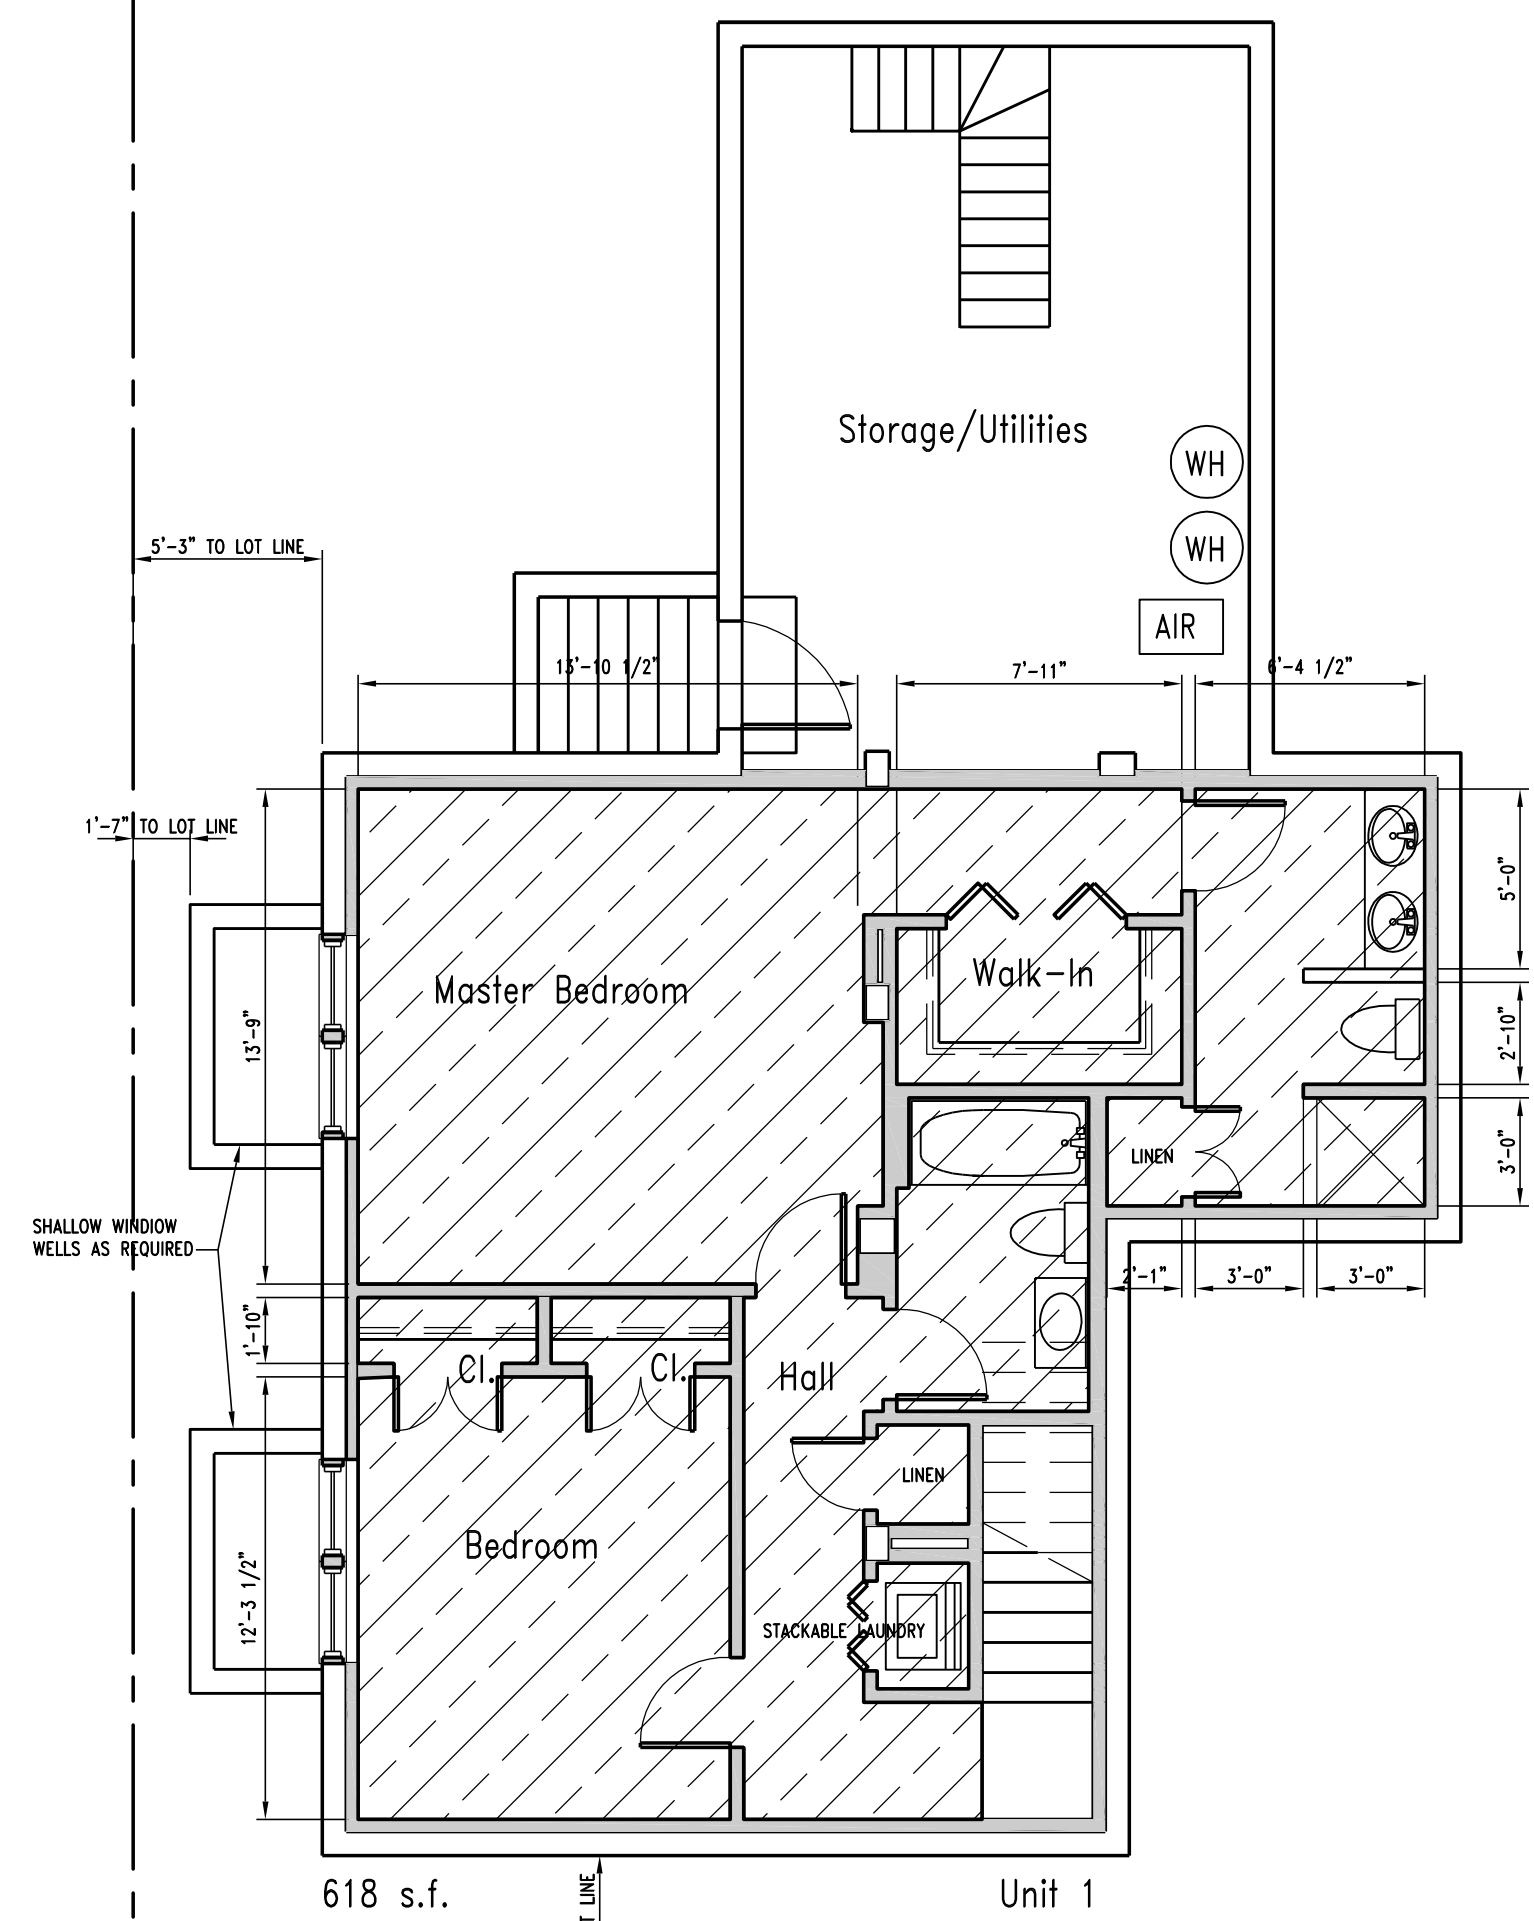 Storage/Utilities
WH
WH
5'-3" TO LOT LINE
AIR
13'-10 1/2"
7'-11"
6'-4 1/2"
1'-7" TO LOT LINE
5'-0"
Master Bedroom
Walk-In
13'-9"
2'-10"
LINEN
3'-0"
SHALLOW WINDIOW
WELLS AS REQUIRED
2'-1"
3'-0"
3'-0"
1'-10"
Cl.
Cl.
Hall
LINEN
Bedroom
12'-3 1/2"
STACKABLE LAUNDRY
618 s.f.
LINE
Unit 1